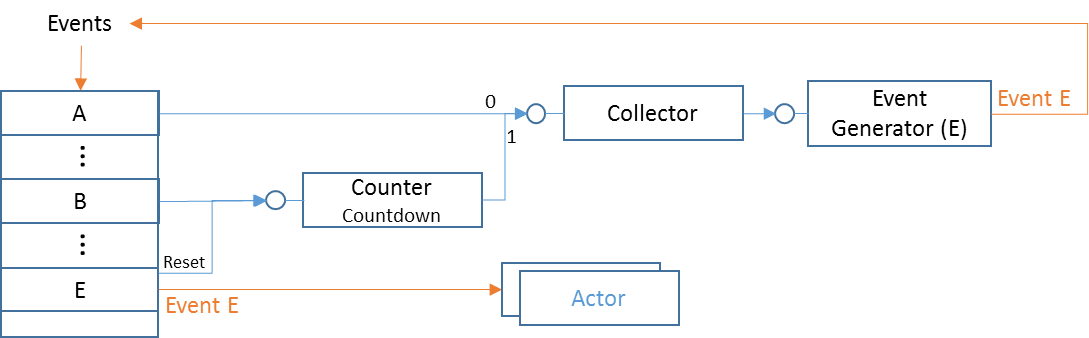 Events
A
0
Collector
Event
Generator (E)
Event E
1
⋮
B
Counter
Countdown
⋮
Reset
E
Event E
Actor